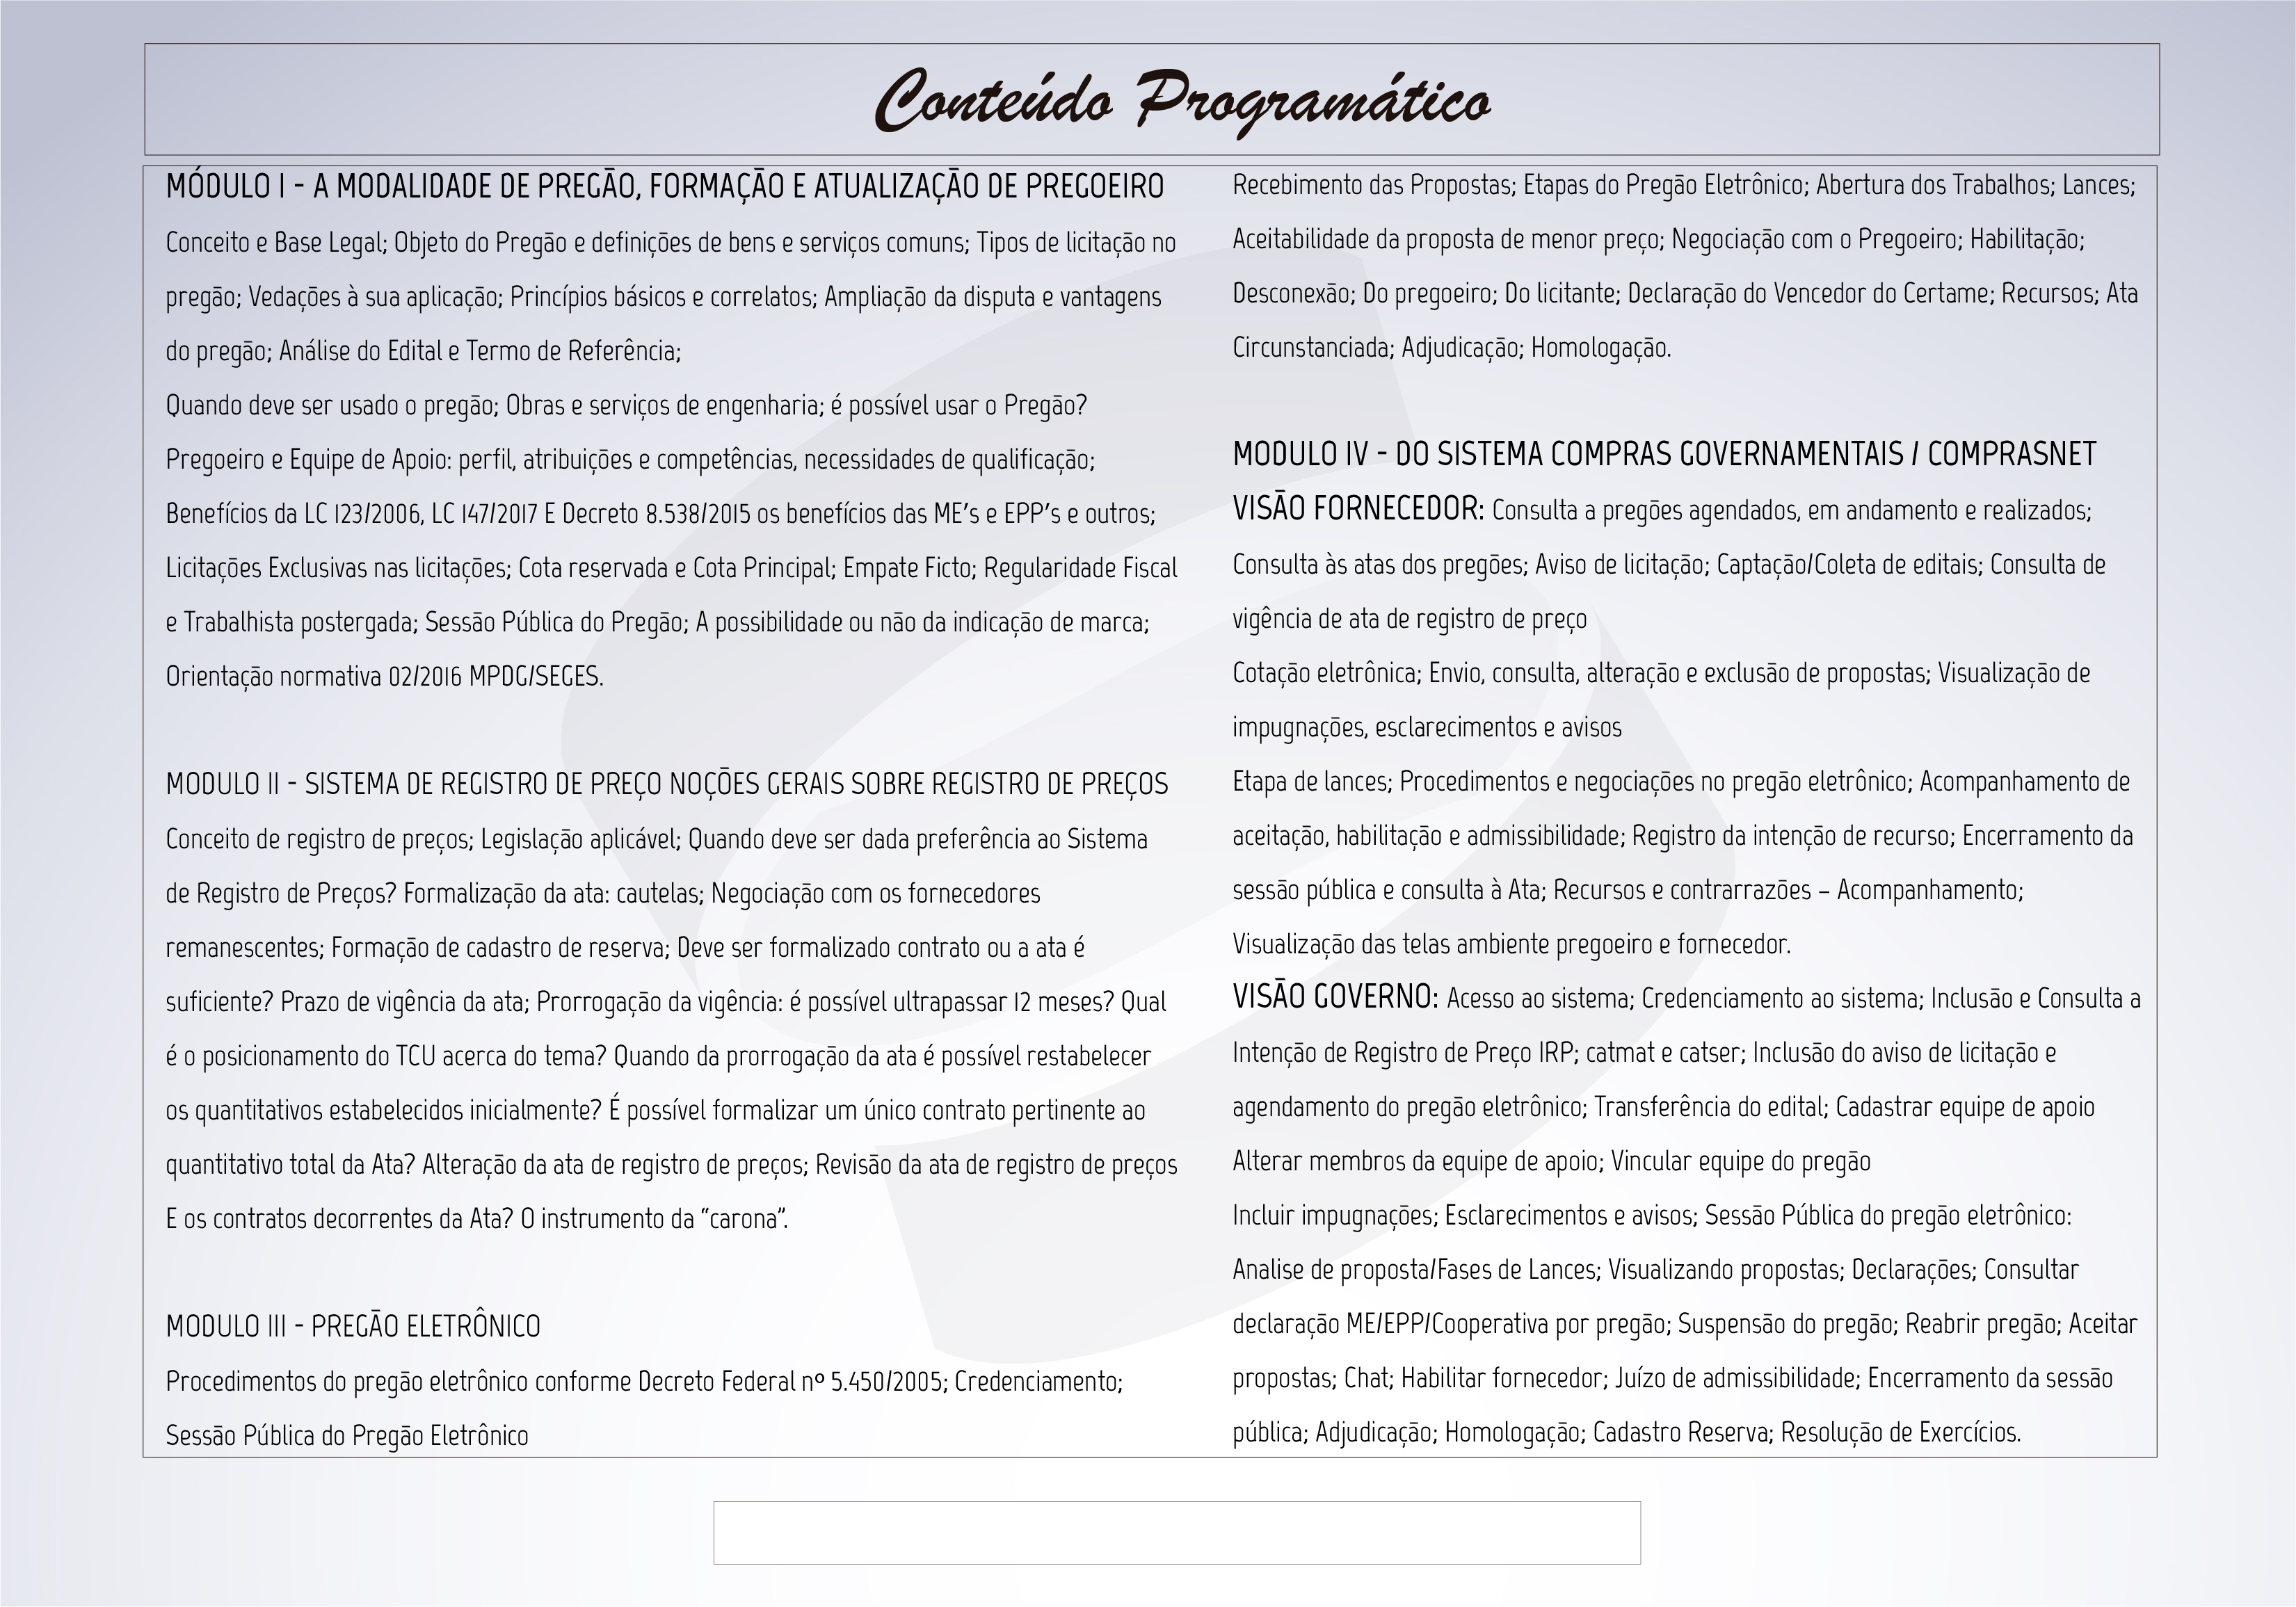 Conteúdo Programático
MÓDULO I - A MODALIDADE DE PREGÃO, FORMAÇÃO E ATUALIZAÇÃO DE PREGOEIRO
Conceito e Base Legal; Objeto do Pregão e definições de bens e serviços comuns; Tipos de licitação no
pregão; Vedações à sua aplicação; Princípios básicos e correlatos; Ampliação da disputa e vantagens
do pregão; Análise do Edital e Termo de Referência;
Quando deve ser usado o pregão; Obras e serviços de engenharia; é possível usar o Pregão?
Pregoeiro e Equipe de Apoio: perfil, atribuições e competências, necessidades de qualificação;
Benefícios da LC 123/2006, LC 147/2017 E Decreto 8.538/2015 os benefícios das ME's e EPP's e outros;
Licitações Exclusivas nas licitações; Cota reservada e Cota Principal; Empate Ficto; Regularidade Fiscal
e Trabalhista postergada; Sessão Pública do Pregão; A possibilidade ou não da indicação de marca;
Orientação normativa 02/2016 MPDG/SEGES.
MODULO II - SISTEMA DE REGISTRO DE PREÇO NOÇÕES GERAIS SOBRE REGISTRO DE PREÇOS
Conceito de registro de preços; Legislação aplicável; Quando deve ser dada preferência ao Sistema
de Registro de Preços? Formalização da ata: cautelas; Negociação com os fornecedores
remanescentes; Formação de cadastro de reserva; Deve ser formalizado contrato ou a ata é
suficiente? Prazo de vigência da ata; Prorrogação da vigência: é possível ultrapassar 12 meses? Qual
é o posicionamento do TCU acerca do tema? Quando da prorrogação da ata é possível restabelecer
os quantitativos estabelecidos inicialmente? É possível formalizar um único contrato pertinente ao
quantitativo total da Ata? Alteração da ata de registro de preços; Revisão da ata de registro de preços
E os contratos decorrentes da Ata? O instrumento da “carona”.
MODULO III - PREGÃO ELETRÔNICO
Procedimentos do pregão eletrônico conforme Decreto Federal nº 5.450/2005; Credenciamento;
Sessão Pública do Pregão Eletrônico
Recebimento das Propostas; Etapas do Pregão Eletrônico; Abertura dos Trabalhos; Lances;
Aceitabilidade da proposta de menor preço; Negociação com o Pregoeiro; Habilitação;
Desconexão; Do pregoeiro; Do licitante; Declaração do Vencedor do Certame; Recursos; Ata
Circunstanciada; Adjudicação; Homologação.
MODULO IV - DO SISTEMA COMPRAS GOVERNAMENTAIS / COMPRASNET
VISÃO FORNECEDOR: Consulta a pregões agendados, em andamento e realizados;
Consulta às atas dos pregões; Aviso de licitação; Captação/Coleta de editais; Consulta de
vigência de ata de registro de preço
Cotação eletrônica; Envio, consulta, alteração e exclusão de propostas; Visualização de
impugnações, esclarecimentos e avisos
Etapa de lances; Procedimentos e negociações no pregão eletrônico; Acompanhamento de
aceitação, habilitação e admissibilidade; Registro da intenção de recurso; Encerramento da
sessão pública e consulta à Ata; Recursos e contrarrazões – Acompanhamento;
Visualização das telas ambiente pregoeiro e fornecedor.
VISÃO GOVERNO: Acesso ao sistema; Credenciamento ao sistema; Inclusão e Consulta a
Intenção de Registro de Preço IRP; catmat e catser; Inclusão do aviso de licitação e
agendamento do pregão eletrônico; Transferência do edital; Cadastrar equipe de apoio
Alterar membros da equipe de apoio; Vincular equipe do pregão
Incluir impugnações; Esclarecimentos e avisos; Sessão Pública do pregão eletrônico:
Analise de proposta/Fases de Lances; Visualizando propostas; Declarações; Consultar
declaração ME/EPP/Cooperativa por pregão; Suspensão do pregão; Reabrir pregão; Aceitar
propostas; Chat; Habilitar fornecedor; Juízo de admissibilidade; Encerramento da sessão
pública; Adjudicação; Homologação; Cadastro Reserva; Resolução de Exercícios.